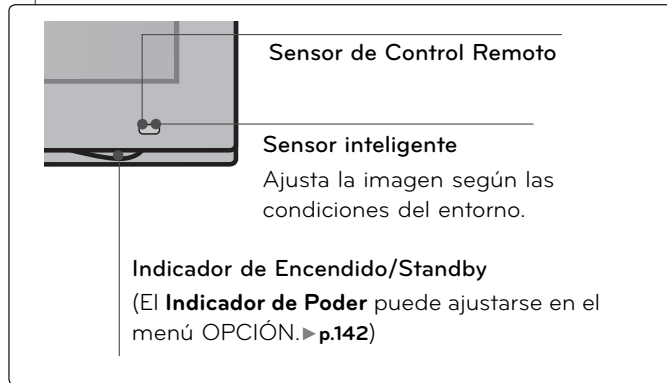 Sensor de Control Remoto
Sensor inteligente
Ajusta la imagen según las
condiciones del entorno.
Indicador de Encendido/Standby
(El Indicador de Poder puede ajustarse en el
menú OPCIÓN.►p.142)